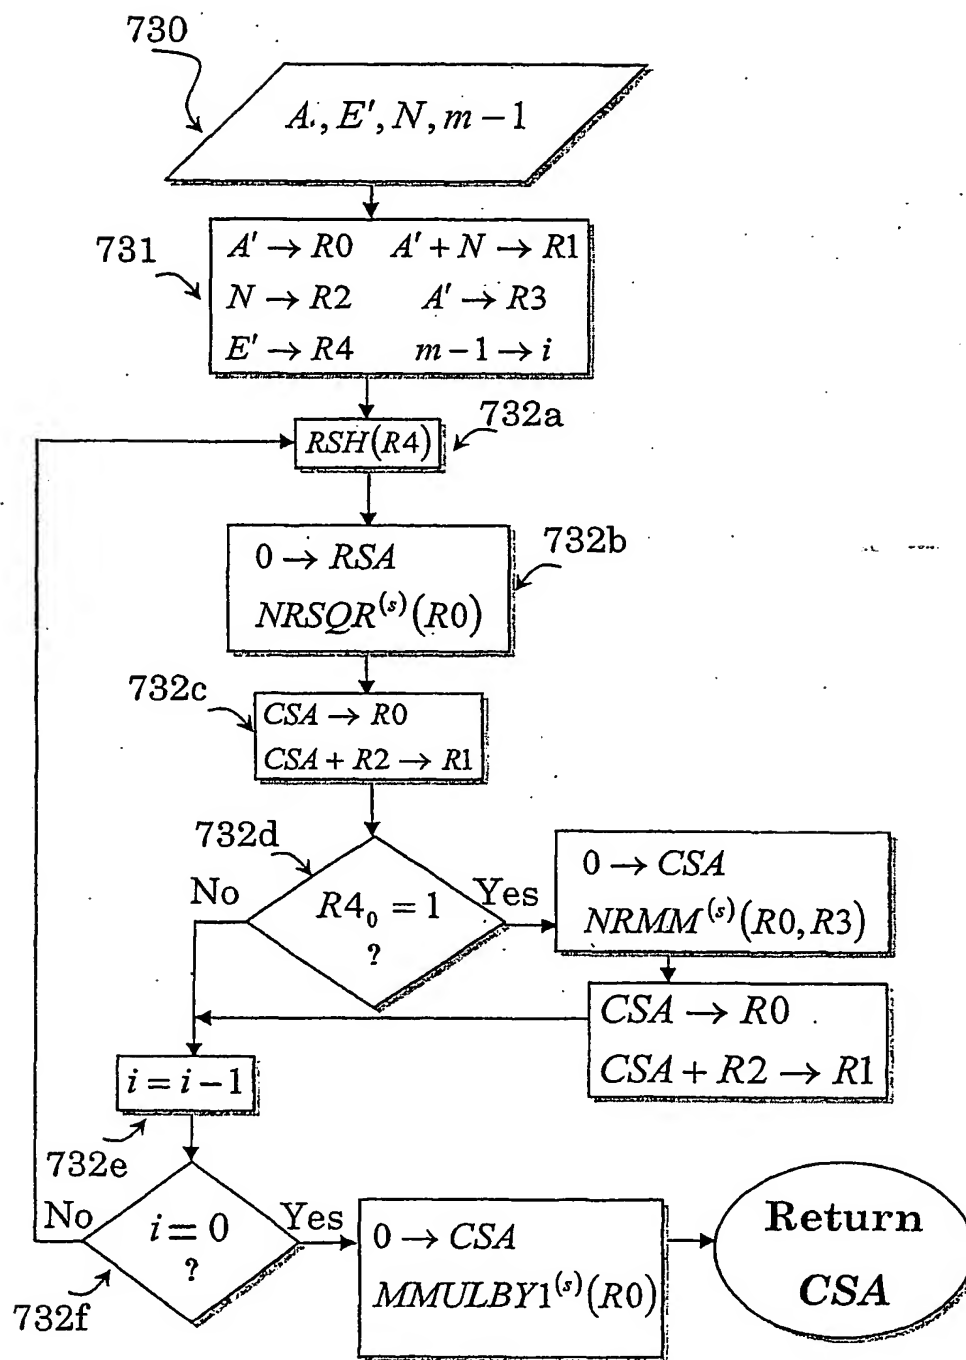 730
A., E', N, m − 1
731
A' → R0 A' + N → R1
N → R2 A' → R3
E' → R4 m − 1 → i
732a
RSH(R4)
732b
0 → RSA
NRSQR^(s)(R0)
732c
CSA → R0
CSA + R2 → R1
732d
No
R4₀ = 1
?
Yes
0 → CSA
NRMM^(s)(R0, R3)
CSA → R0
CSA + R2 → R1
i = i − 1
732e
No
i = 0
?
Yes
732f
0 → CSA
MMULBY1^(s)(R0)
Return
CSA